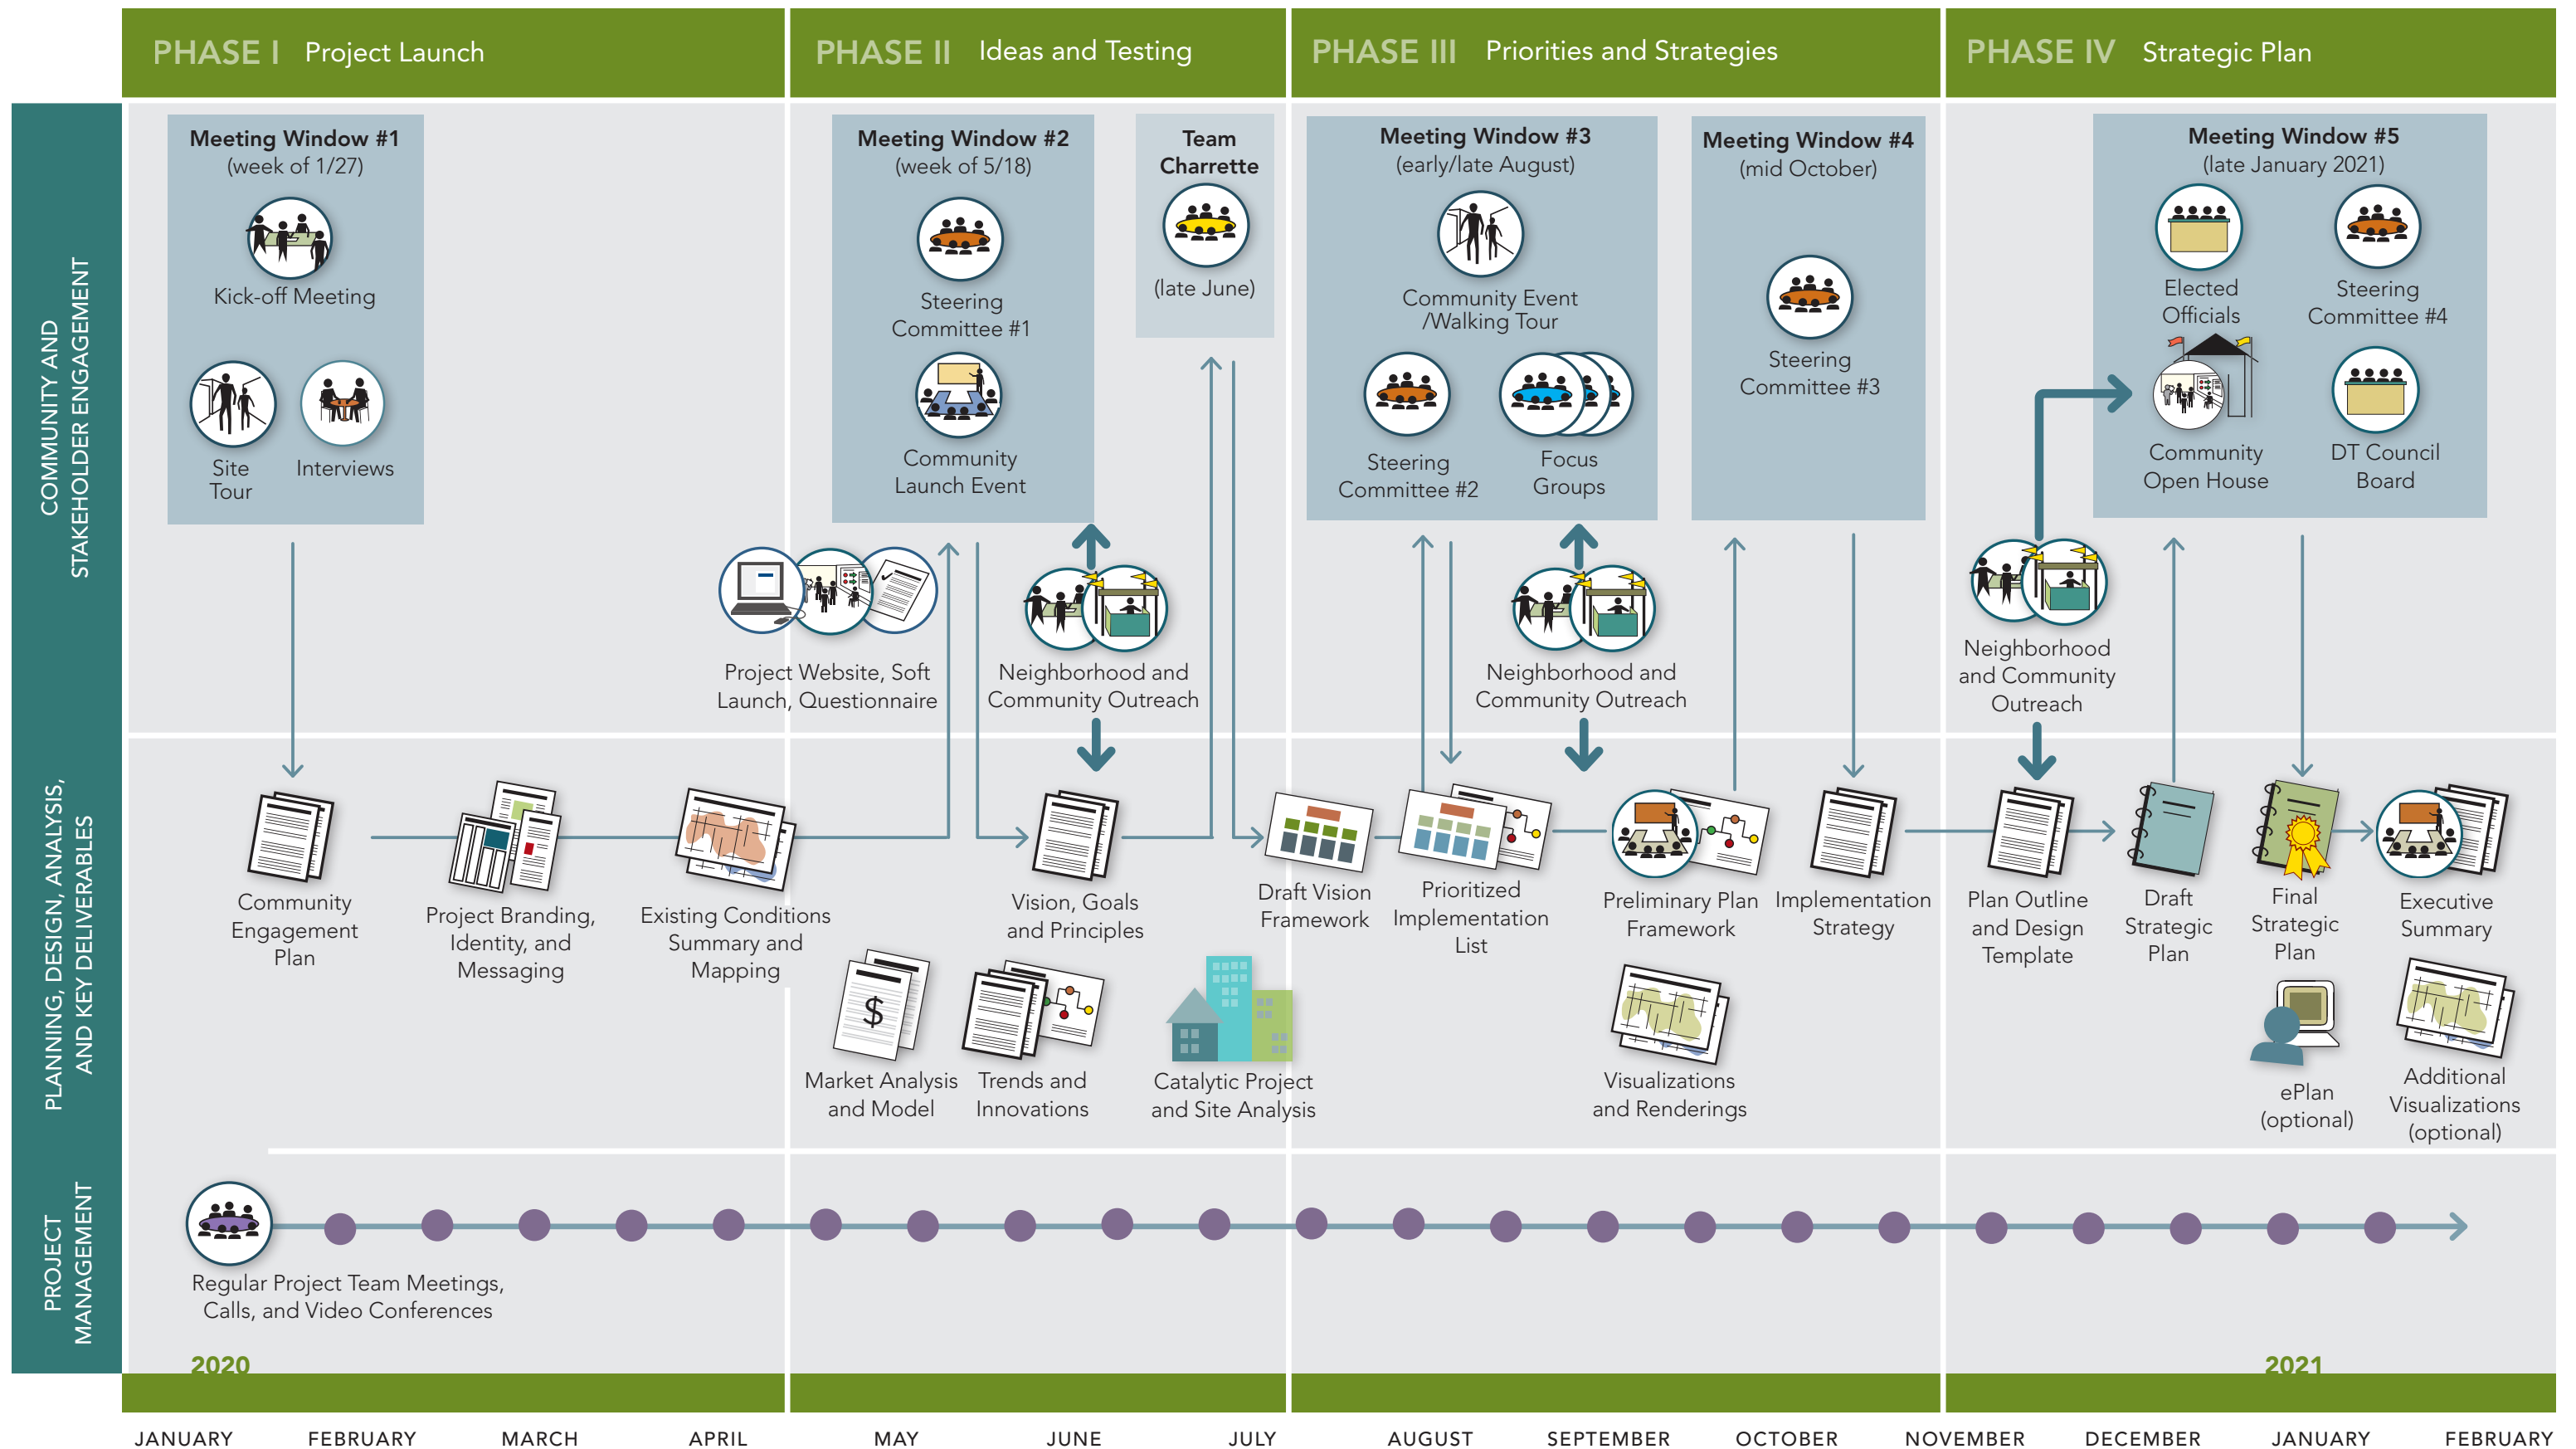 PHASE I Project Launch
PHASE II Ideas and Testing
PHASE III Priorities and Strategies
PHASE IV Strategic Plan
COMMUNITY AND
STAKEHOLDER ENGAGEMENT
Meeting Window #1
(week of 1/27)
Kick-off Meeting
Site
Tour
Interviews
Meeting Window #2
(week of 5/18)
Steering
Committee #1
Community
Launch Event
Team
Charrette
(late June)
Meeting Window #3
(early/late August)
Community Event
/Walking Tour
Steering
Committee #2
Focus
Groups
Meeting Window #4
(mid October)
Steering
Committee #3
Meeting Window #5
(late January 2021)
Elected
Officials
Steering
Committee #4
Community
Open House
DT Council
Board
Project Website, Soft
Launch, Questionnaire
Neighborhood and
Community Outreach
Neighborhood and
Community Outreach
Neighborhood
and Community
Outreach
PLANNING, DESIGN, ANALYSIS,
AND KEY DELIVERABLES
Community
Engagement
Plan
Project Branding,
Identity, and
Messaging
Existing Conditions
Summary and
Mapping
Vision, Goals
and Principles
Draft Vision
Framework
Prioritized
Implementation
List
Preliminary Plan
Framework
Implementation
Strategy
Plan Outline
and Design
Template
Draft
Strategic
Plan
Final
Strategic
Plan
Executive
Summary
$
Market Analysis
and Model
Trends and
Innovations
Catalytic Project
and Site Analysis
Visualizations
and Renderings
ePlan
(optional)
Additional
Visualizations
(optional)
PROJECT
MANAGEMENT
Regular Project Team Meetings,
Calls, and Video Conferences
2020
2021
JANUARY
FEBRUARY
MARCH
APRIL
MAY
JUNE
JULY
AUGUST
SEPTEMBER
OCTOBER
NOVEMBER
DECEMBER
JANUARY
FEBRUARY